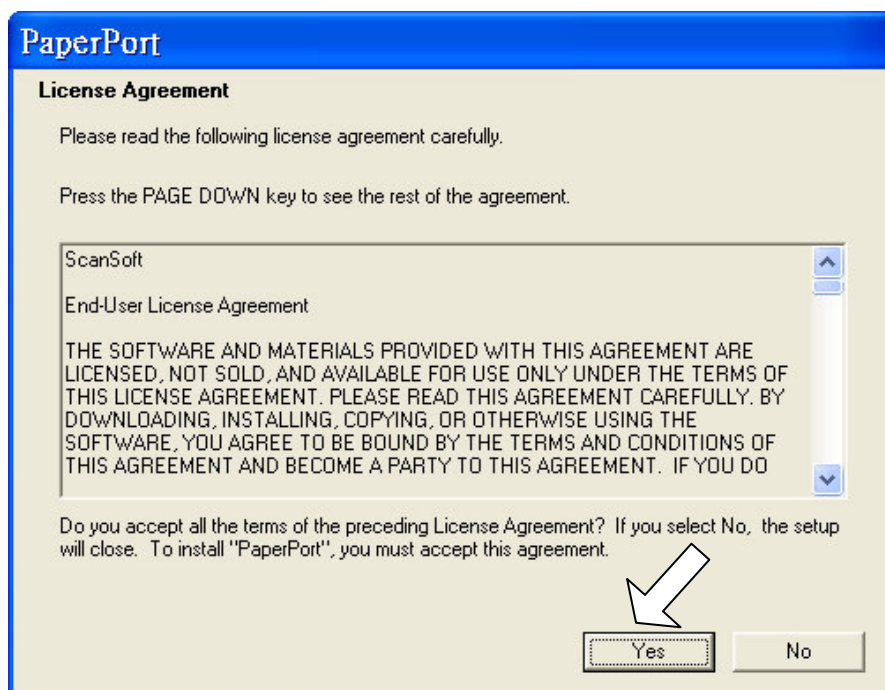 PaperPort
License Agreement
Please read the following license agreement carefully.
Press the PAGE DOWN key to see the rest of the agreement.
ScanSoft
End-User License Agreement
THE SOFTWARE AND MATERIALS PROVIDED WITH THIS AGREEMENT ARE
LICENSED, NOT SOLD, AND AVAILABLE FOR USE ONLY UNDER THE TERMS OF
THIS LICENSE AGREEMENT. PLEASE READ THIS AGREEMENT CAREFULLY. BY
DOWNLOADING, INSTALLING, COPYING, OR OTHERWISE USING THE
SOFTWARE, YOU AGREE TO BE BOUND BY THE TERMS AND CONDITIONS OF
THIS AGREEMENT AND BECOME A PARTY TO THIS AGREEMENT.  IF YOU DO
Do you accept all the terms of the preceding License Agreement?  If you select No,  the setup
will close.  To install "PaperPort", you must accept this agreement.
Yes No